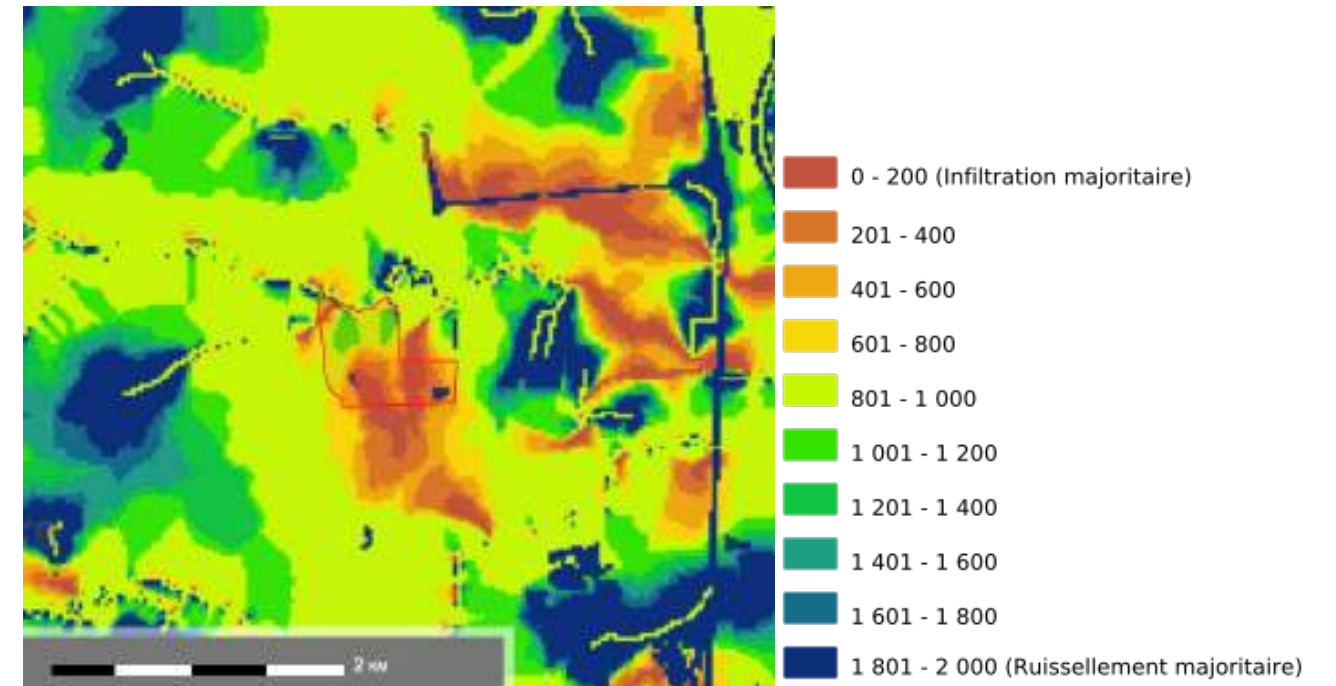 0 - 200 (Infiltration majoritaire)
201 - 400
401 - 600
601 - 800
801 - 1 000
1 001 - 1 200
1 201 - 1 400
1 401 - 1 600
1 601 - 1 800
1 801 - 2 000 (Ruissellement majoritaire)
2 KM